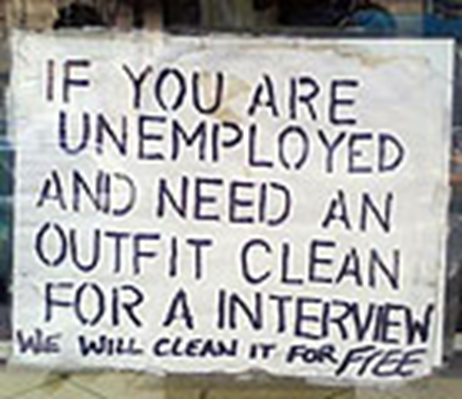 IF YOU ARE
UNEMPLOYED
AND NEED AN
OUTFIT CLEAN
FOR A INTERVIEW
WE WILL CLEAN IT FOR FREE